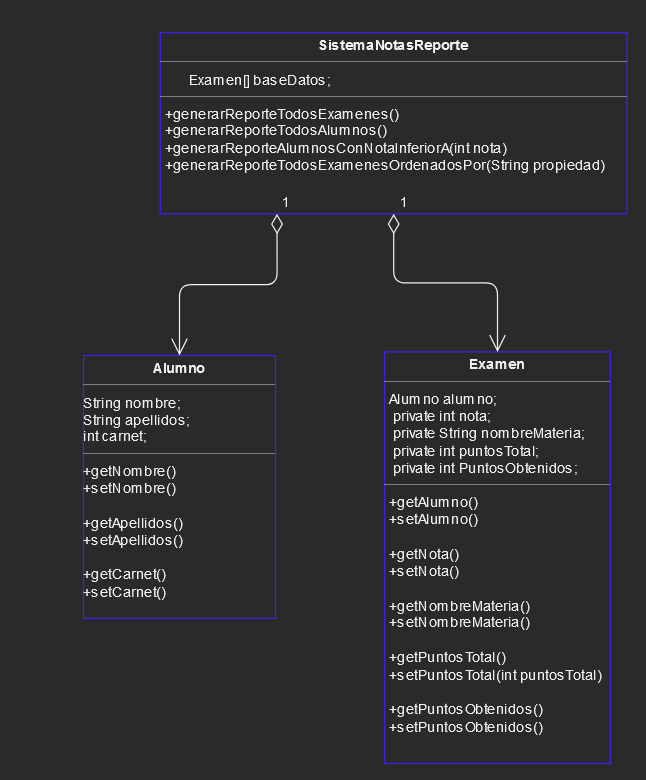 SistemaNotasReporte
Examen[] baseDatos;
+generarReporteTodosExamenes()
+generarReporteTodosAlumnos()
+generarReporteAlumnosConNotaInferiorA(int nota)
+generarReporteTodosExamenesOrdenadosPor(String propiedad)
1 1
Alumno
String nombre;
String apellidos;
int carnet;
+getNombre()
+setNombre()
+getApellidos()
+setApellidos()
+getCarnet()
+setCarnet()
Examen
Alumno alumno;
private int nota;
private String nombreMateria;
private int puntosTotal;
private int PuntosObtenidos;
+getAlumno()
+setAlumno()
+getNota()
+setNota()
+getNombreMateria()
+setNombreMateria()
+getPuntosTotal()
+setPuntosTotal(int puntosTotal)
+getPuntosObtenidos()
+setPuntosObtenidos()